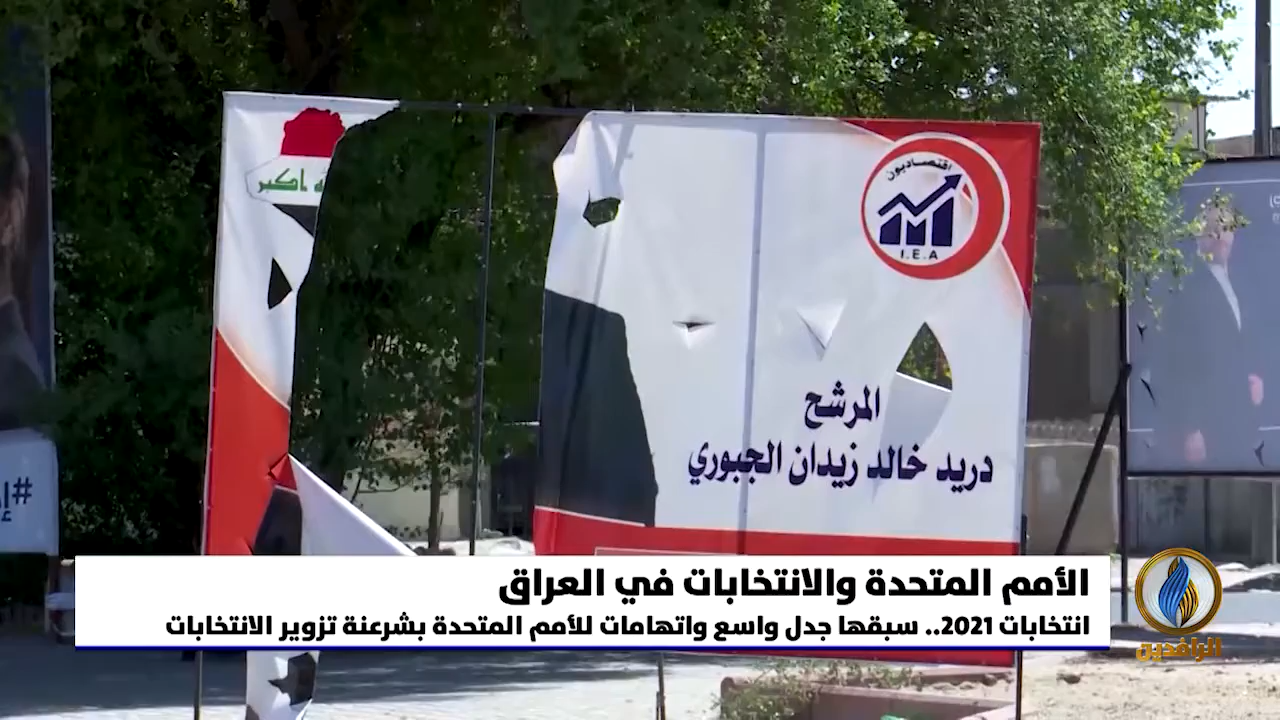 اقتصاديون
I.E.A
اكبر
المرشح
دريد خالد زيدان الجبوري
الأمم المتحدة والانتخابات في العراق
انتخابات 2021.. سبقها جدل واسع واتهامات للأمم المتحدة بشرعنة تزوير الانتخابات
الرافدين